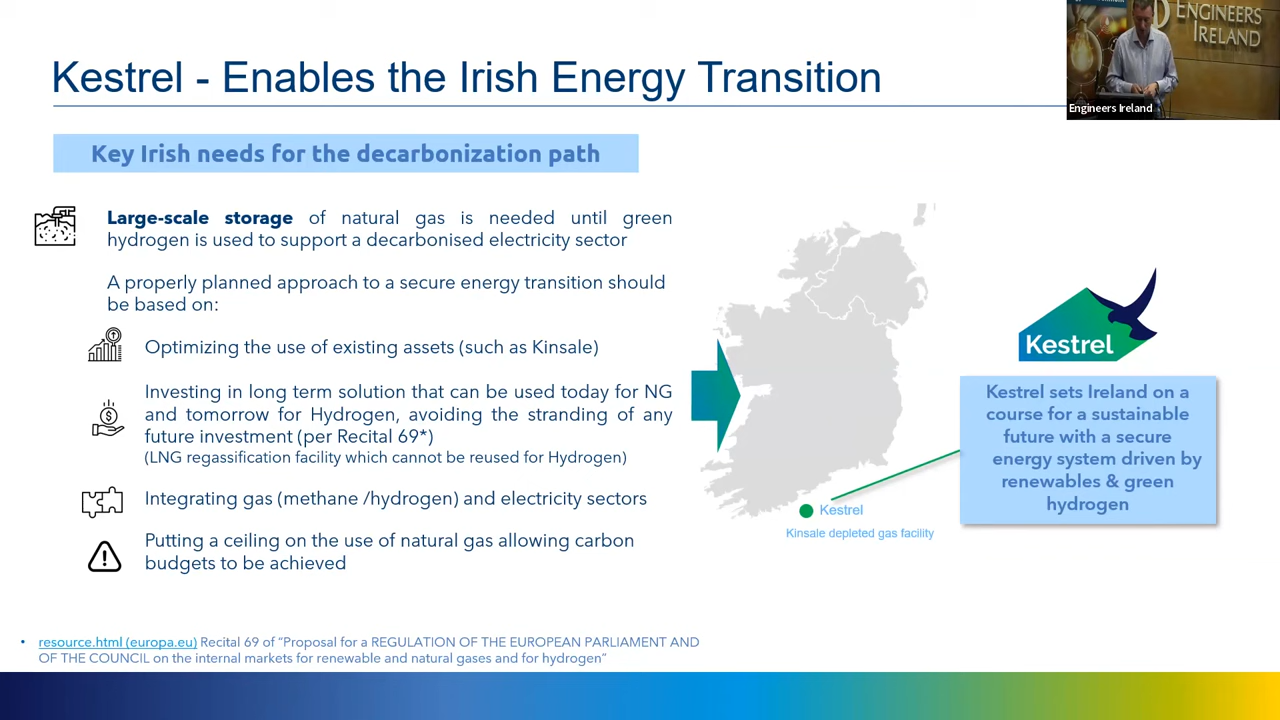 ENGINEERS
IRELAND
Engineers Ireland
Kestrel - Enables the Irish Energy Transition
Key Irish needs for the decarbonization path
Large-scale storage of natural gas is needed until green
hydrogen is used to support a decarbonised electricity sector
A properly planned approach to a secure energy transition should
be based on:
Optimizing the use of existing assets (such as Kinsale)
Investing in long term solution that can be used today for NG
and tomorrow for Hydrogen, avoiding the stranding of any
future investment (per Recital 69*)
(LNG regassification facility which cannot be reused for Hydrogen)
Integrating gas (methane /hydrogen) and electricity sectors
Putting a ceiling on the use of natural gas allowing carbon
budgets to be achieved
Kestrel
Kinsale depleted gas facility
Kestrel
Kestrel sets Ireland on a
course for a sustainable
future with a secure
energy system driven by
renewables & green
hydrogen
• resource.html (europa.eu) Recital 69 of "Proposal for a REGULATION OF THE EUROPEAN PARLIAMENT AND
OF THE COUNCIL on the internal markets for renewable and natural gases and for hydrogen"